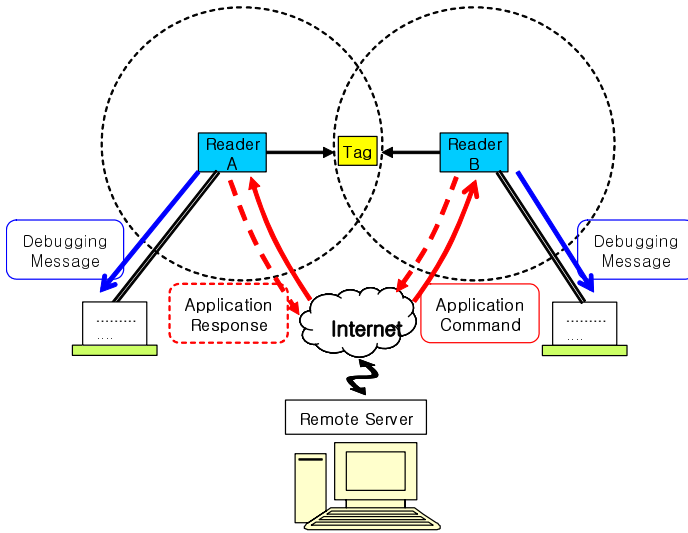 Reader
A
Tag
Reader
B
Debugging
Message
Debugging
Message
Application
Response
Internet
Application
Command
..........
....
..........
....
Remote Server